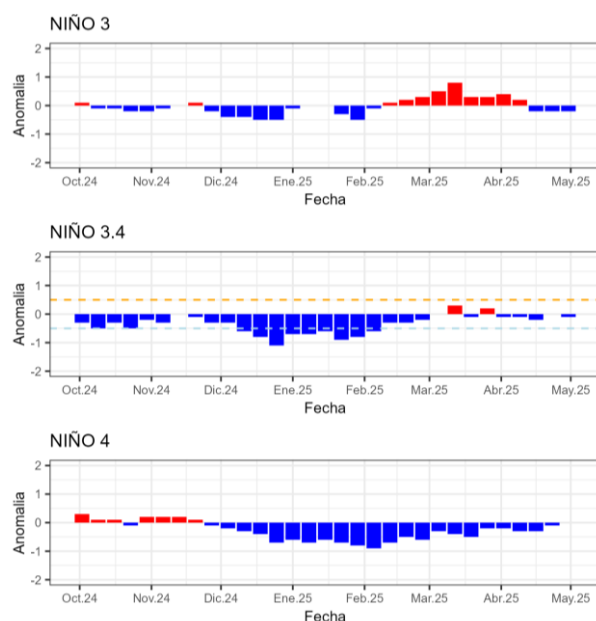 NIÑO 3
2
1
0
-1
-2
Anomalia
Oct.24 Nov.24 Dic.24 Ene.25 Feb.25 Mar.25 Abr.25 May.25
Fecha
NIÑO 3.4
2
1
0
-1
-2
Anomalia
Oct.24 Nov.24 Dic.24 Ene.25 Feb.25 Mar.25 Abr.25 May.25
Fecha
NIÑO 4
2
1
0
-1
-2
Anomalia
Oct.24 Nov.24 Dic.24 Ene.25 Feb.25 Mar.25 Abr.25 May.25
Fecha